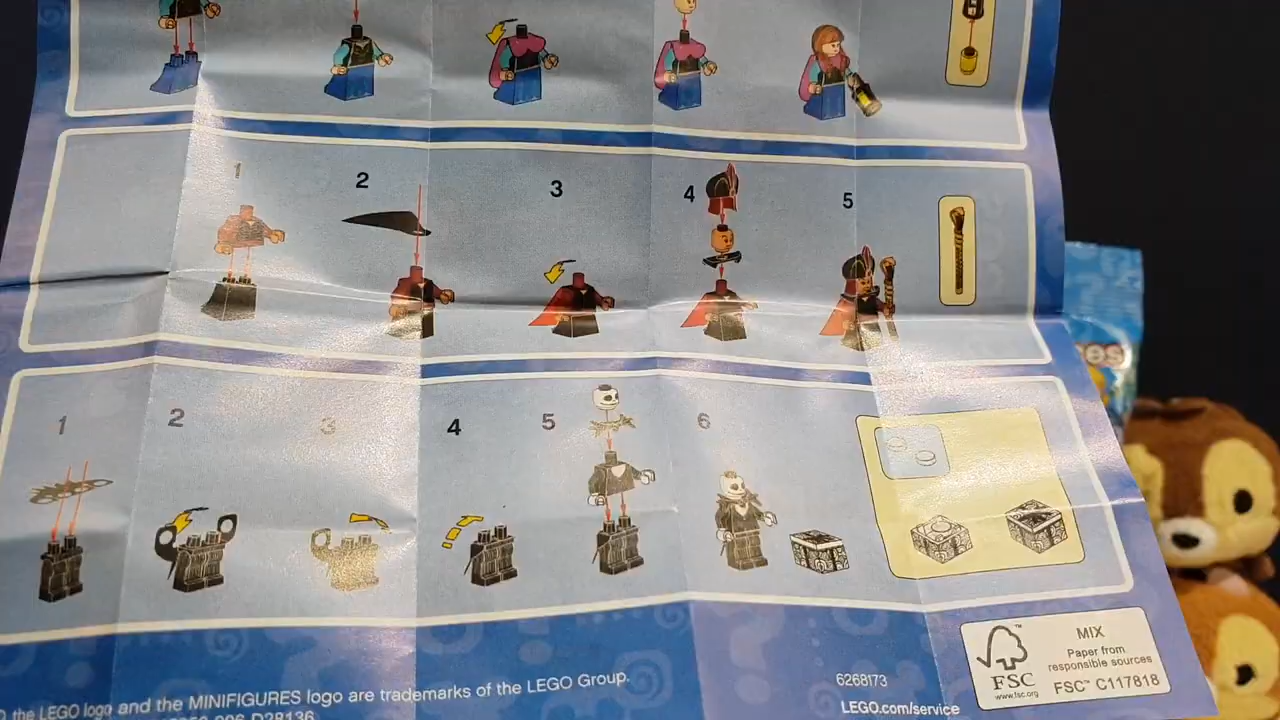 1 2 3 4 5
1 2 3 4 5 6
the LEGO logo and the MINIFIGURES logo are trademarks of the LEGO Group.
6268173
LEGO.com/service
FSC™
www.fsc.org
MIX
Paper from
responsible sources
FSC™ C117818
es